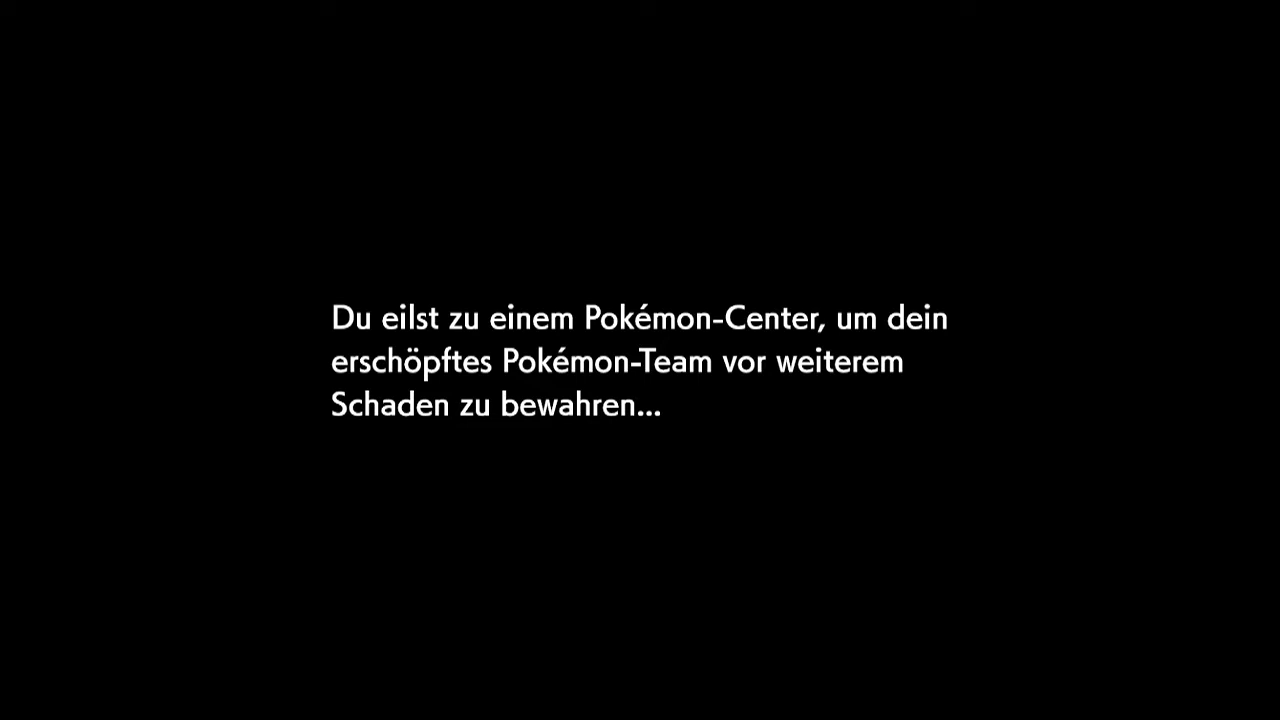 Du eilst zu einem Pokémon-Center, um dein
erschöpftes Pokémon-Team vor weiterem
Schaden zu bewahren...